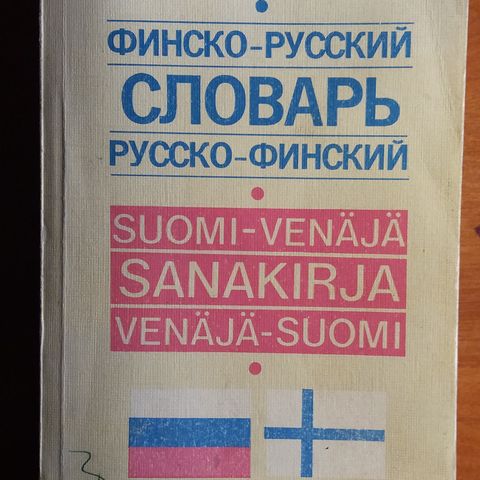 ФИНСКО-РУССКИЙ
СЛОВАРЬ
РУССКО-ФИНСКИЙ
SUOMI-VENÄJÄ
SANAKIRJA
VENÄJÄ-SUOMI